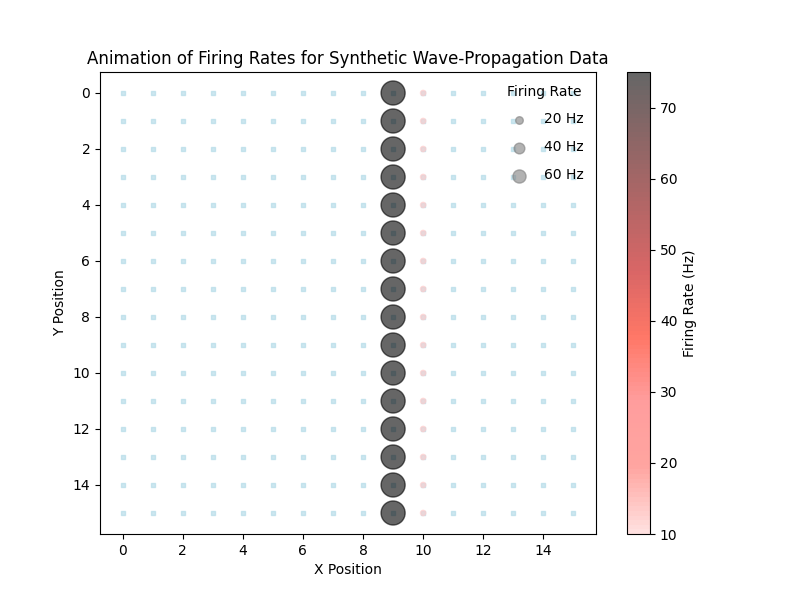 Animation of Firing Rates for Synthetic Wave-Propagation Data
Firing Rate
20 Hz
40 Hz
60 Hz
0
2
4
6
8
10
12
14
Y Position
0
2
4
6
8
10
12
14
X Position
70
60
50
40
30
20
10
Firing Rate (Hz)